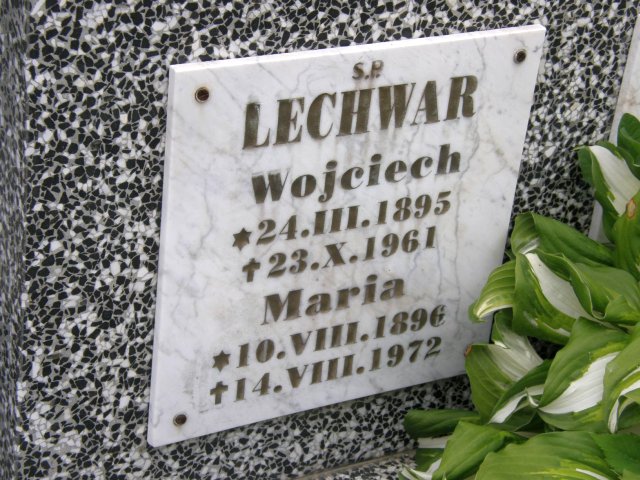 S.P.
LECHWAR
Wojciech
★24.III.1895
✝23.X.1961
Maria
★10.VIII.1896
✝14.VIII.1972